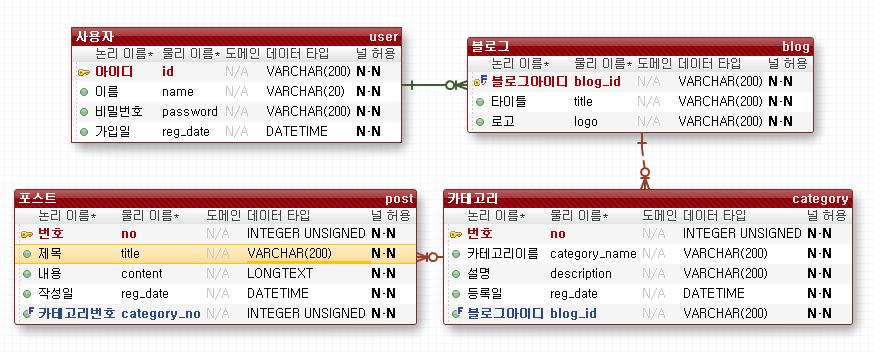 사용자 user
논리 이름* 물리 이름* 도메인 데이터 타입 널 허용
아이디 id N/A VARCHAR(200) N·N
이름 name N/A VARCHAR(20) N·N
비밀번호 password N/A VARCHAR(200) N·N
가입일 reg_date N/A DATETIME N·N
블로그 blog
논리 이름* 물리 이름* 도메인 데이터 타입 널 허용
블로그아이디 blog_id N/A VARCHAR(200) N·N
타이틀 title N/A VARCHAR(200) N·N
로고 logo N/A VARCHAR(200) N·N
포스트 post
논리 이름* 물리 이름* 도메인 데이터 타입 널 허용
번호 no N/A INTEGER UNSIGNED N·N
제목 title N/A VARCHAR(200) N·N
내용 content N/A LONGTEXT N·N
작성일 reg_date N/A DATETIME N·N
F 카테고리번호 category_no N/A INTEGER UNSIGNED N·N
카테고리 category
논리 이름* 물리 이름* 도메인 데이터 타입 널 허용
번호 no N/A INTEGER UNSIGNED N·N
카테고리이름 category_name N/A VARCHAR(200) N·N
설명 description N/A VARCHAR(200) N·N
등록일 reg_date N/A DATETIME N·N
F 블로그아이디 blog_id N/A VARCHAR(200) N·N